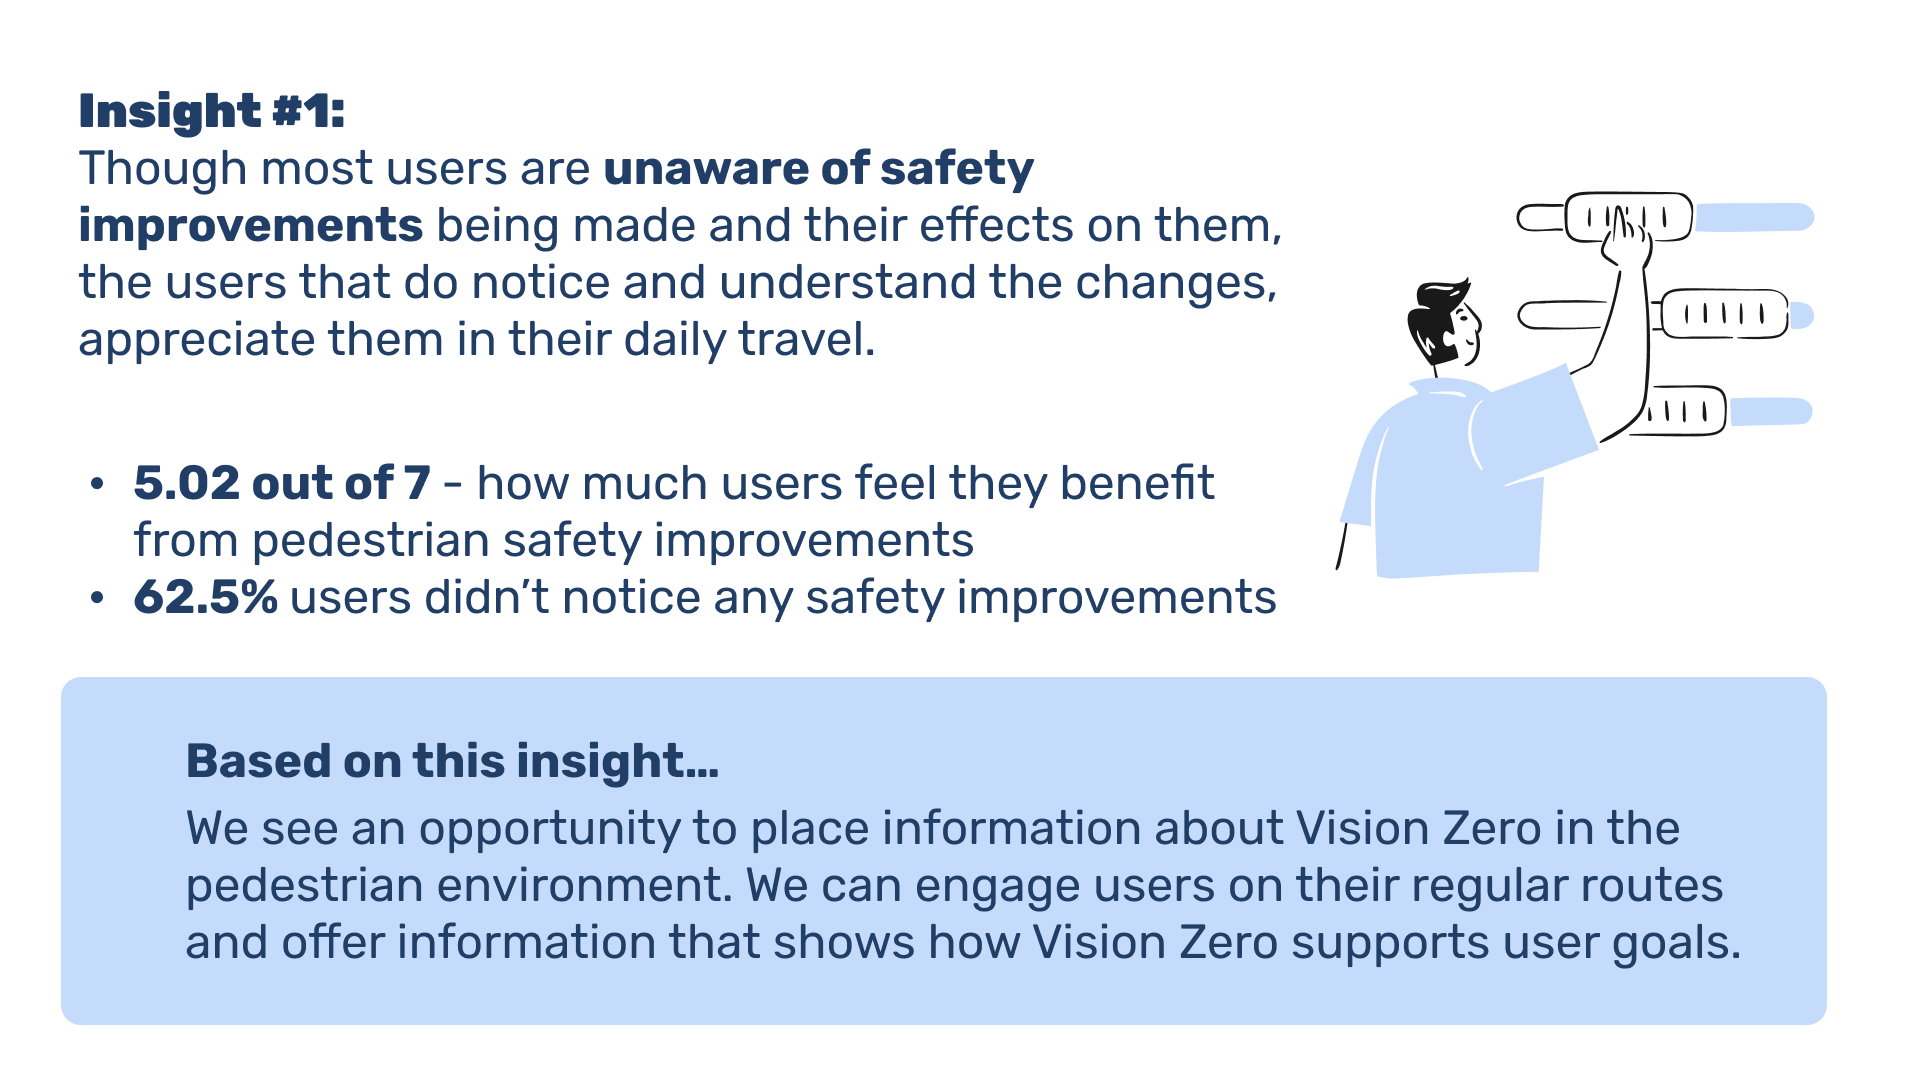 Insight #1:
Though most users are unaware of safety
improvements being made and their effects on them,
the users that do notice and understand the changes,
appreciate them in their daily travel.
• 5.02 out of 7 - how much users feel they benefit
from pedestrian safety improvements
• 62.5% users didn’t notice any safety improvements
Based on this insight…
We see an opportunity to place information about Vision Zero in the
pedestrian environment. We can engage users on their regular routes
and offer information that shows how Vision Zero supports user goals.